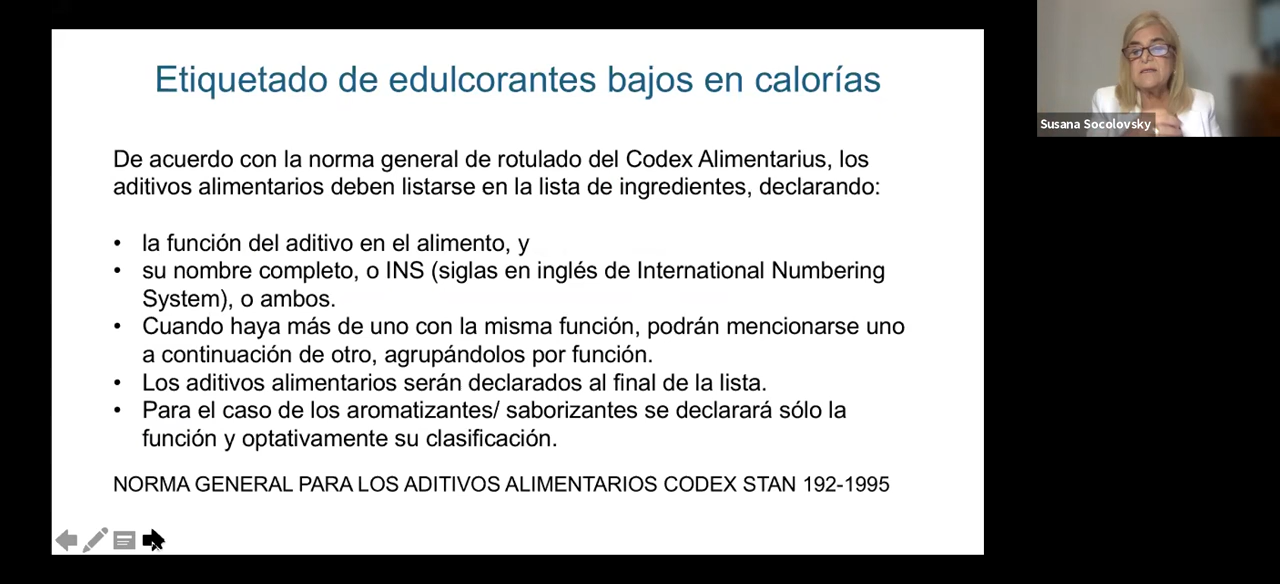 Etiquetado de edulcorantes bajos en calorías
De acuerdo con la norma general de rotulado del Codex Alimentarius, los
aditivos alimentarios deben listarse en la lista de ingredientes, declarando:
• la función del aditivo en el alimento, y
• su nombre completo, o INS (siglas en inglés de International Numbering
System), o ambos.
• Cuando haya más de uno con la misma función, podrán mencionarse uno
a continuación de otro, agrupándolos por función.
• Los aditivos alimentarios serán declarados al final de la lista.
• Para el caso de los aromatizantes/ saborizantes se declarará sólo la
función y optativamente su clasificación.
NORMA GENERAL PARA LOS ADITIVOS ALIMENTARIOS CODEX STAN 192-1995
Susana Socolovsky